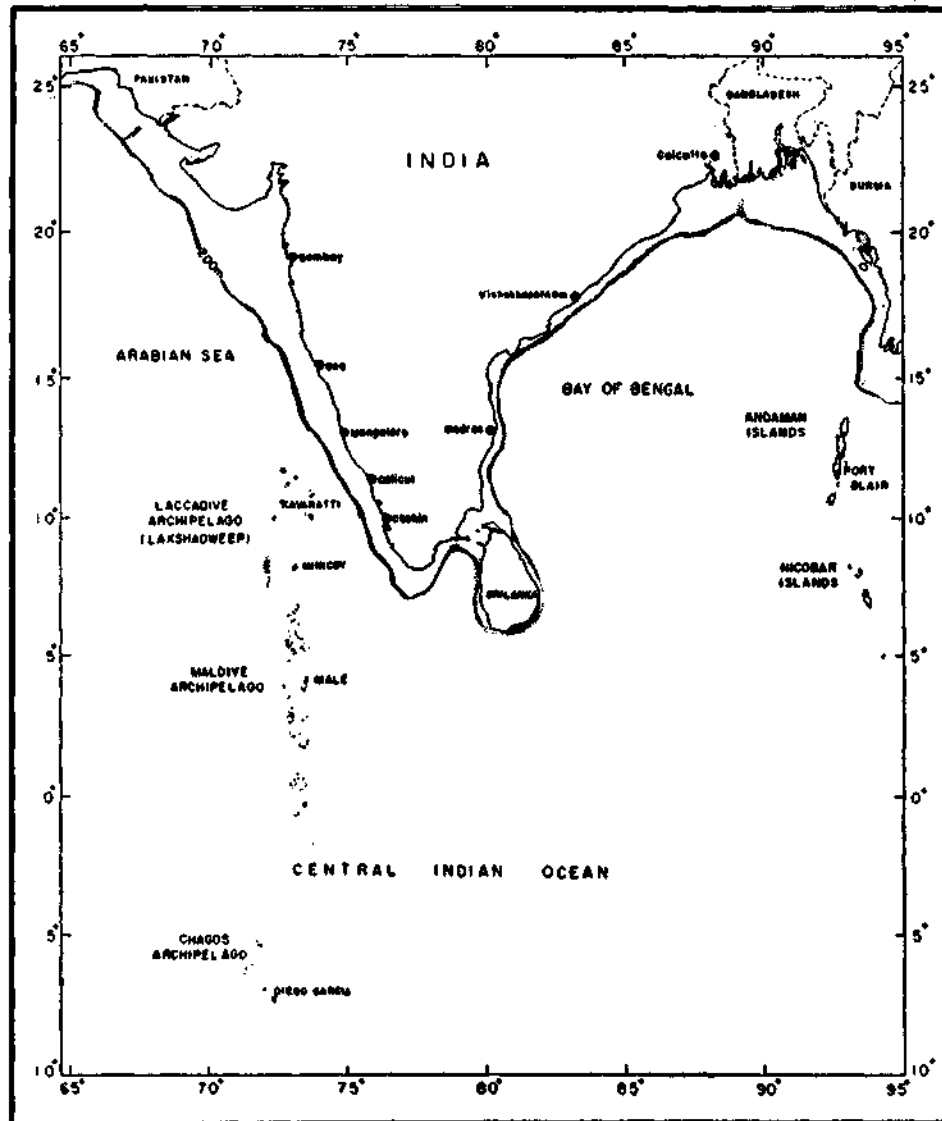 65° 70° 75° 80° 85° 90° 95°
PAKISTAN
BANGLADESH
25° 25°
INDIA
Calcutta
BURMA
20° 20°
200m
Bombay
Vishakhapatnam
ARABIAN SEA
Goa
15° 15°
BAY OF BENGAL
Mangalore
Madras
ANDAMAN
ISLANDS
Calicut
PORT
BLAIR
KAVARATTI
LACCADIVE
ARCHIPELAGO
(LAKSHADWEEP)
10° Cochin 10°
MINICOY
SRI LANKA
NICOBAR
ISLANDS
5° 5°
MALDIVE
ARCHIPELAGO
MALE
0° 0°
CENTRAL INDIAN OCEAN
CHAGOS
ARCHIPELAGO
5° 5°
DIEGO GARCIA
10° 10°
65° 70° 75° 80° 85° 90° 95°